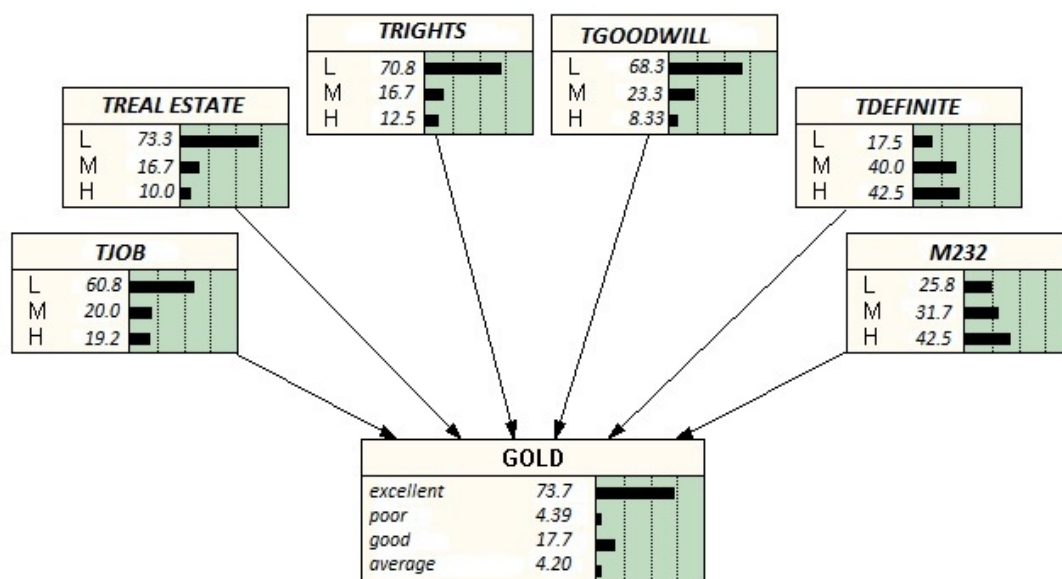 TRIGHTS
L 70.8
M 16.7
H 12.5
TGOODWILL
L 68.3
M 23.3
H 8.33
TREAL ESTATE
L 73.3
M 16.7
H 10.0
TDEFINITE
L 17.5
M 40.0
H 42.5
TJOB
L 60.8
M 20.0
H 19.2
M232
L 25.8
M 31.7
H 42.5
GOLD
excellent 73.7
poor 4.39
good 17.7
average 4.20